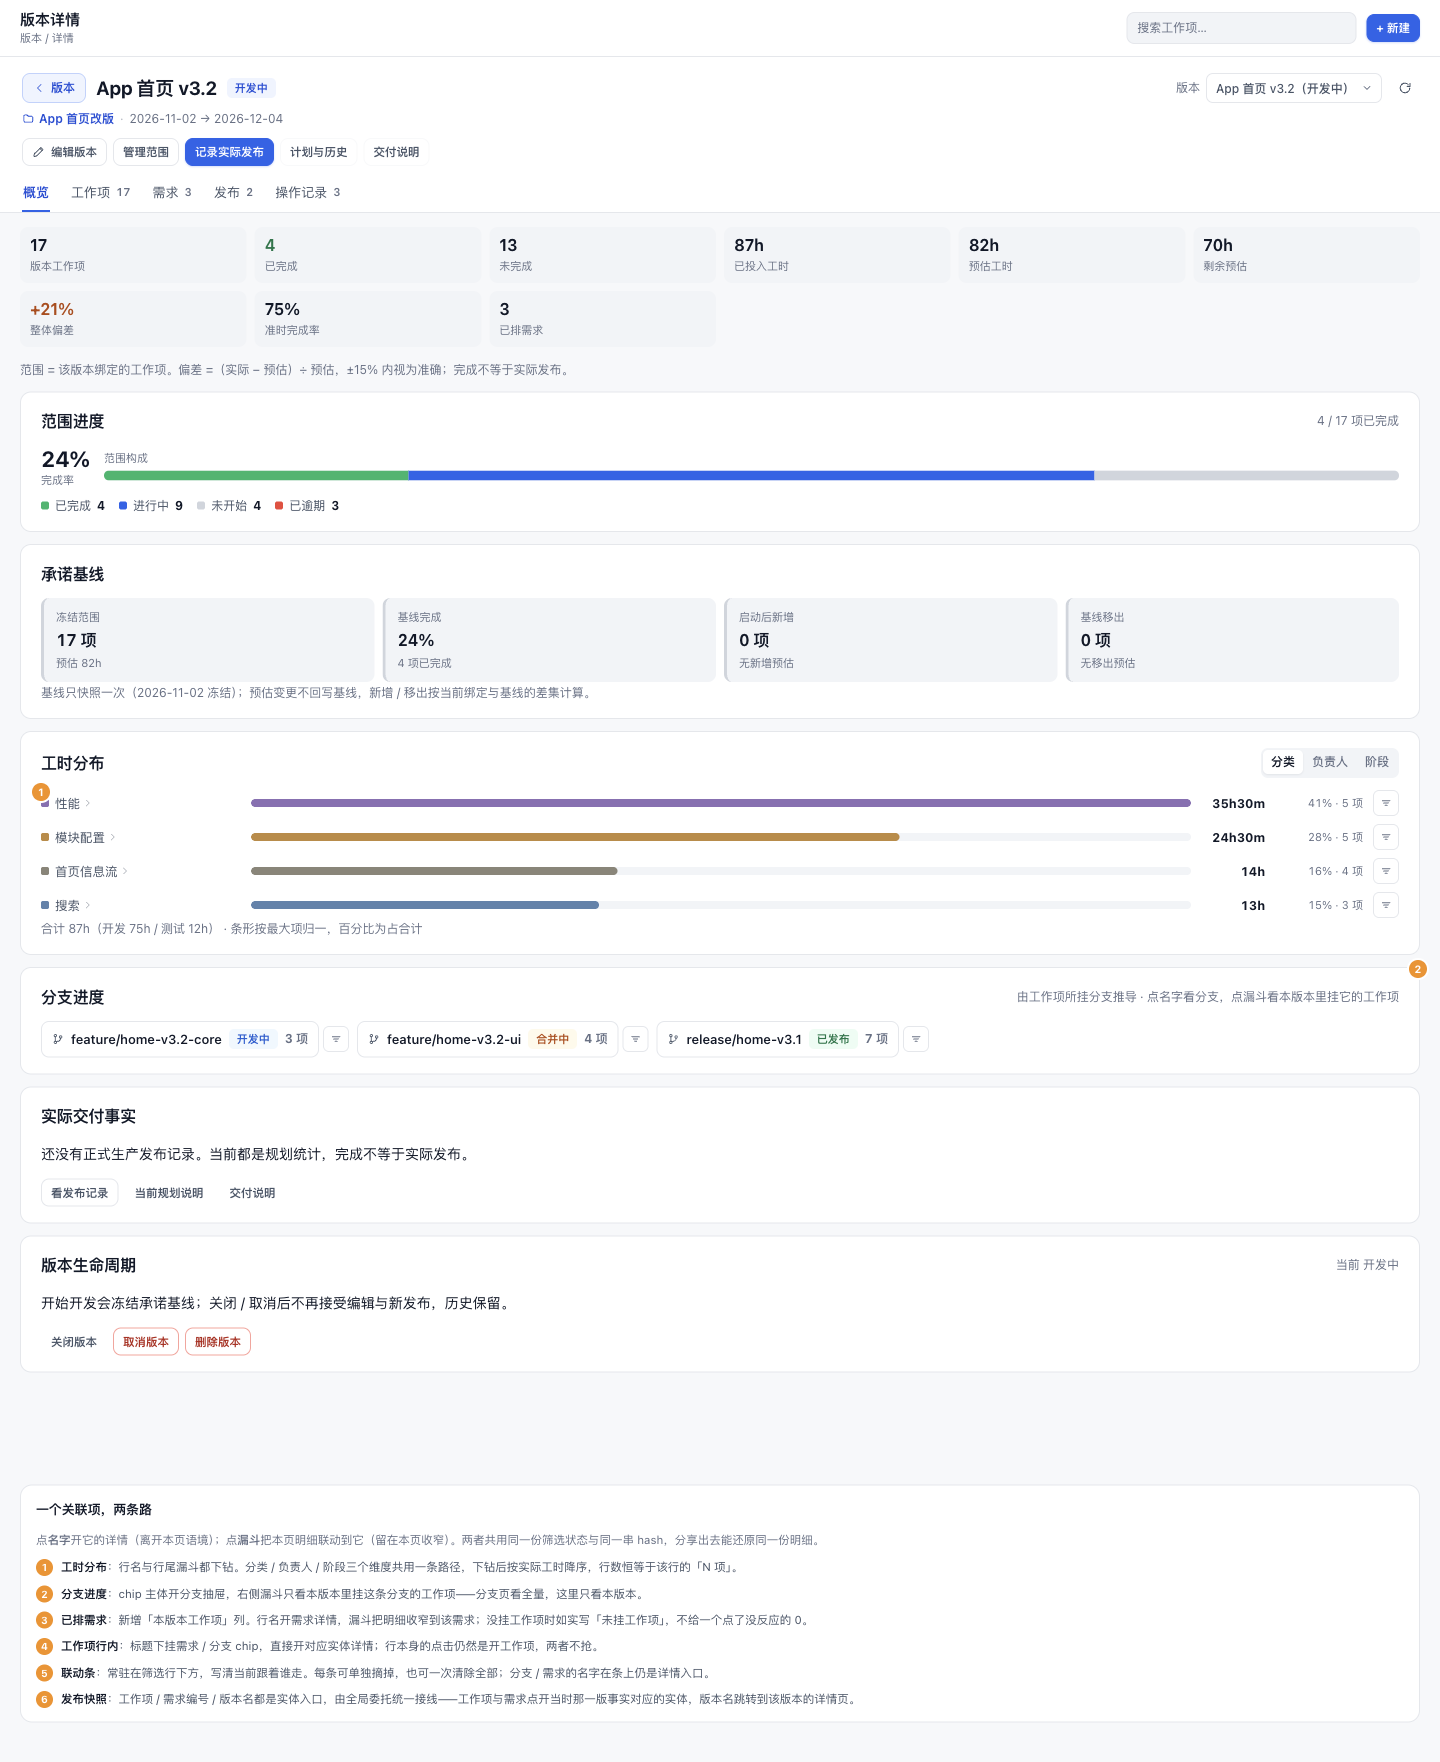 版本详情
版本 / 详情
搜索工作项...
+ 新建
版本
App 首页 v3.2
开发中
版本
App 首页 v3.2（开发中）
App 首页改版 · 2026-11-02 → 2026-12-04
编辑版本
管理范围
记录实际发布
计划与历史
交付说明
概览
工作项 17
需求 3
发布 2
操作记录 3
17
版本工作项
4
已完成
13
未完成
87h
已投入工时
82h
预估工时
70h
剩余预估
+21%
整体偏差
75%
准时完成率
3
已排需求
范围 = 该版本绑定的工作项。偏差 =（实际 − 预估）÷ 预估，±15% 内视为准确；完成不等于实际发布。
范围进度
4 / 17 项已完成
24%
完成率
范围构成
已完成 4
进行中 9
未开始 4
已逾期 3
承诺基线
冻结范围
17 项
预估 82h
基线完成
24%
4 项已完成
启动后新增
0 项
无新增预估
基线移出
0 项
无移出预估
基线只快照一次（2026-11-02 冻结）；预估变更不回写基线，新增 / 移出按当前绑定与基线的差集计算。
工时分布
分类
负责人
阶段
1
性能
35h30m
41% · 5 项
模块配置
24h30m
28% · 5 项
首页信息流
14h
16% · 4 项
搜索
13h
15% · 3 项
合计 87h（开发 75h / 测试 12h） · 条形按最大项归一，百分比为占合计
2
分支进度
由工作项所挂分支推导 · 点名字看分支，点漏斗看本版本里挂它的工作项
feature/home-v3.2-core 开发中 3 项
feature/home-v3.2-ui 合并中 4 项
release/home-v3.1 已发布 7 项
实际交付事实
还没有正式生产发布记录。当前都是规划统计，完成不等于实际发布。
看发布记录
当前规划说明
交付说明
版本生命周期
当前 开发中
开始开发会冻结承诺基线；关闭 / 取消后不再接受编辑与新发布，历史保留。
关闭版本
取消版本
删除版本
一个关联项，两条路
点名字开它的详情（离开本页语境）；点漏斗把本页明细联动到它（留在本页收窄）。两者共用同一份筛选状态与同一串 hash，分享出去能还原同一份明细。
1 工时分布：行名与行尾漏斗都下钻。分类 / 负责人 / 阶段三个维度共用一条路径，下钻后按实际工时降序，行数恒等于该行的「N 项」。
2 分支进度：chip 主体开分支抽屉，右侧漏斗只看本版本里挂这条分支的工作项——分支页看全量，这里只看本版本。
3 已排需求：新增「本版本工作项」列。行名开需求详情，漏斗把明细收窄到该需求；没挂工作项时如实写「未挂工作项」，不给一个点了没反应的 0。
4 工作项行内：标题下挂需求 / 分支 chip，直接开对应实体详情；行本身的点击仍然是开工作项，两者不抢。
5 联动条：常驻在筛选行下方，写清当前跟着谁走。每条可单独摘掉，也可一次清除全部；分支 / 需求的名字在条上仍是详情入口。
6 发布快照：工作项 / 需求编号 / 版本名都是实体入口，由全局委托统一接线——工作项与需求点开当时那一版事实对应的实体，版本名跳转到该版本的详情页。